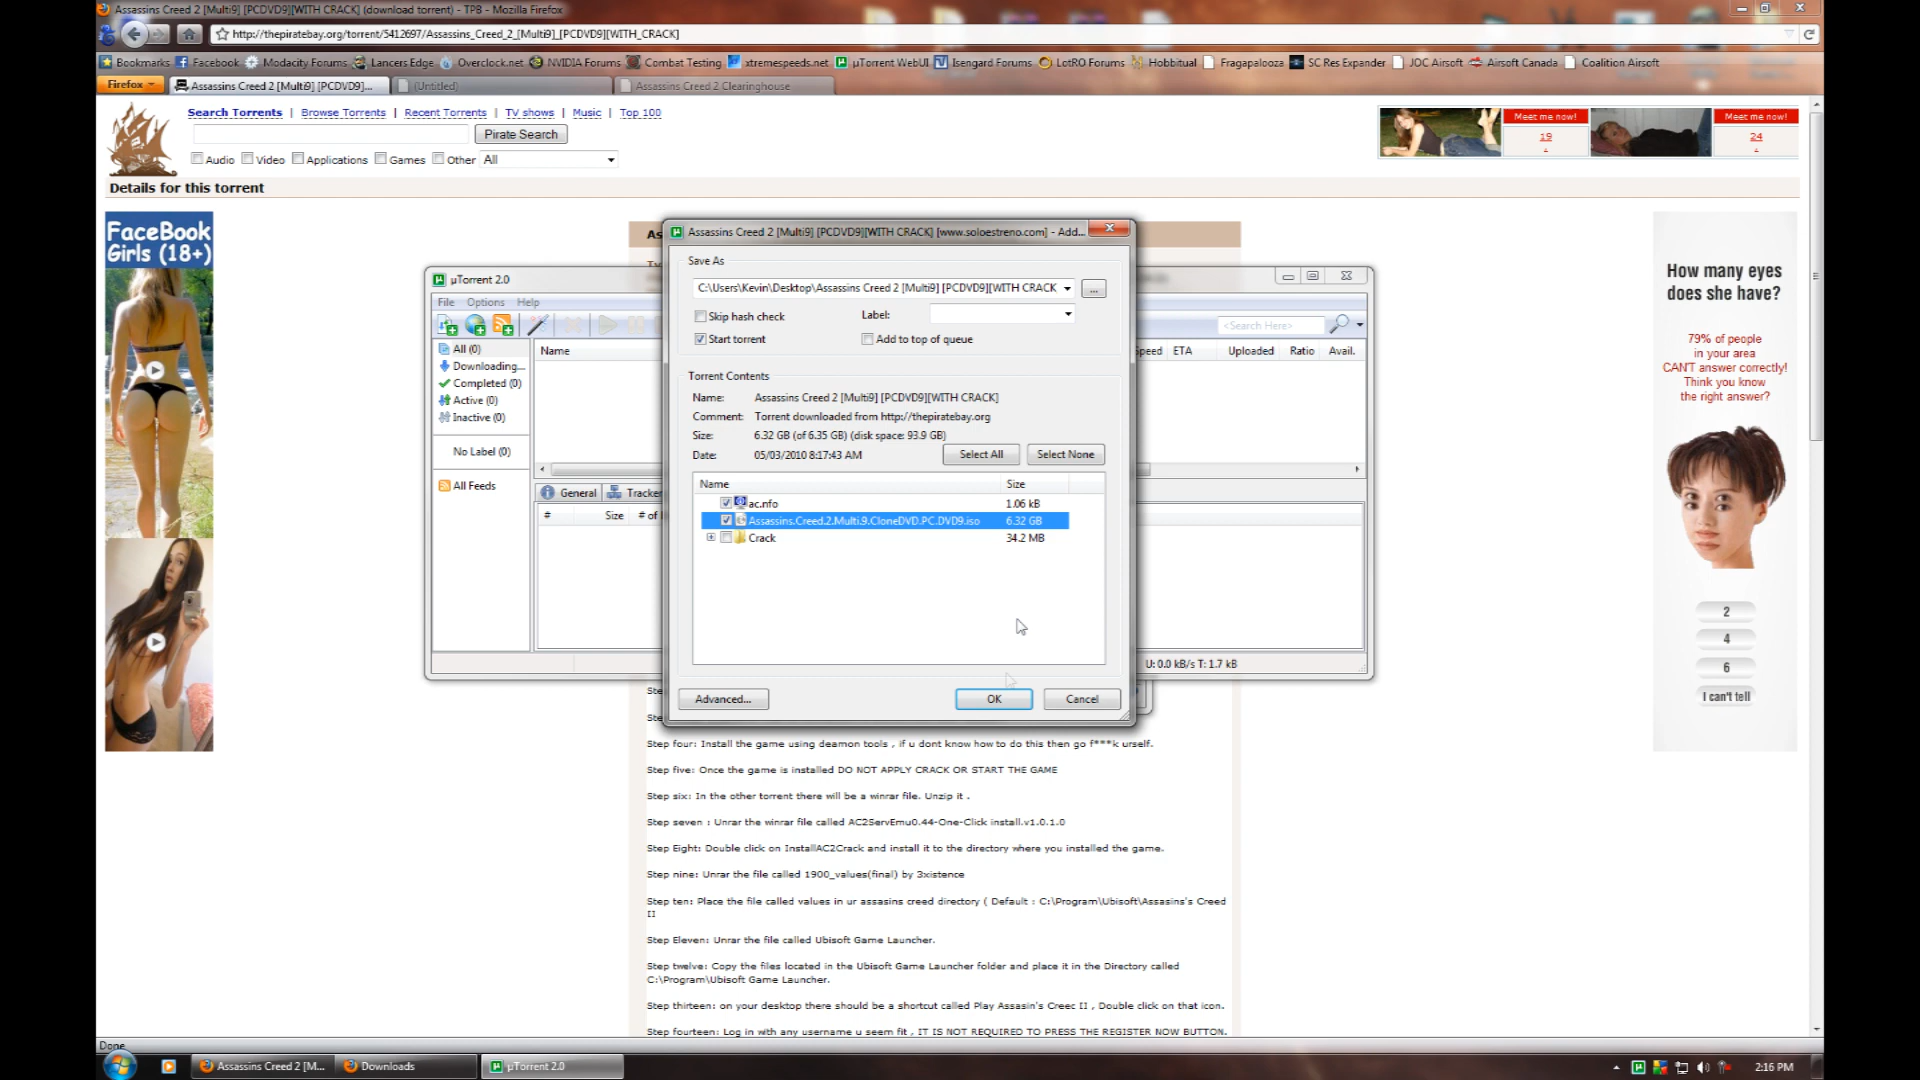 Assassins Creed 2 [Multi9] [PCDVD9][WITH CRACK] (download torrent) - TPB - Mozilla Firefox
http://thepiratebay.org/torrent/5412697/Assassins_Creed_2_[Multi9]_[PCDVD9][WITH_CRACK]
Bookmarks Facebook Modacity Forums Lancers Edge Overclock.net NVIDIA Forums Combat Testing xtremespeeds.net µTorrent WebUI Isengard Forums LotRO Forums Hobbitual Fragapalooza SC Res Expander JOC Airsoft Airsoft Canada Coalition Airsoft
Firefox Assassins Creed 2 [Multi9] [PCDVD9]... (Untitled) Assassins Creed 2 Clearinghouse
Search Torrents | Browse Torrents | Recent Torrents | TV shows | Music | Top 100
Pirate Search
Audio Video Applications Games Other All
Meet me now!
19
Meet me now!
24
Details for this torrent
FaceBook
Girls (18+)
As
Assassins Creed 2 [Multi9] [PCDVD9][WITH CRACK] [www.soloestreno.com] - Add...
Save As
C:\Users\Kevin\Desktop\Assassins Creed 2 [Multi9] [PCDVD9][WITH CRACK
...
Skip hash check
Label:
Start torrent
Add to top of queue
Torrent Contents
Name: Assassins Creed 2 [Multi9] [PCDVD9][WITH CRACK]
Comment: Torrent downloaded from http://thepiratebay.org
Size: 6.32 GB (of 6.35 GB) (disk space: 93.9 GB)
Date: 05/03/2010 8:17:43 AM
Select All
Select None
Name Size
ac.nfo 1.06 kB
Assassins.Creed.2.Multi.9.CloneDVD.PC.DVD9.iso 6.32 GB
Crack 34.2 MB
Advanced...
OK
Cancel
µTorrent 2.0
File Options Help
<Search Here>
All (0)
Downloading...
Completed (0)
Active (0)
Inactive (0)
No Label (0)
All Feeds
Name
Speed ETA Uploaded Ratio Avail.
General Tracker
# Size # of
U: 0.0 kB/s T: 1.7 kB
Ste
Ste
Step four: Install the game using deamon tools , if u dont know how to do this then go f***k urself.
Step five: Once the game is installed DO NOT APPLY CRACK OR START THE GAME
Step six: In the other torrent there will be a winrar file. Unzip it .
Step seven : Unrar the winrar file called AC2ServEmu0.44-One-Click install.v1.0.1.0
Step Eight: Double click on InstallAC2Crack and install it to the directory where you installed the game.
Step nine: Unrar the file called 1900_values(final) by 3xistence
Step ten: Place the file called values in ur assasins creed directory ( Default : C:\Program\Ubisoft\Assasins's Creed
II
Step Eleven: Unrar the file called Ubisoft Game Launcher.
Step twelve: Copy the files located in the Ubisoft Game Launcher folder and place it in the Directory called
C:\Program\Ubisoft Game Launcher.
Step thirteen: on your desktop there should be a shortcut called Play Assasin's Creec II , Double click on that icon.
Step fourteen: Log in with any username u seem fit , IT IS NOT REQUIRED TO PRESS THE REGISTER NOW BUTTON.
How many eyes
does she have?
79% of people
in your area
CAN'T answer correctly!
Think you know
the right answer?
2
4
6
I can't tell
Done
Assassins Creed 2 [M... Downloads µTorrent 2.0
2:16 PM